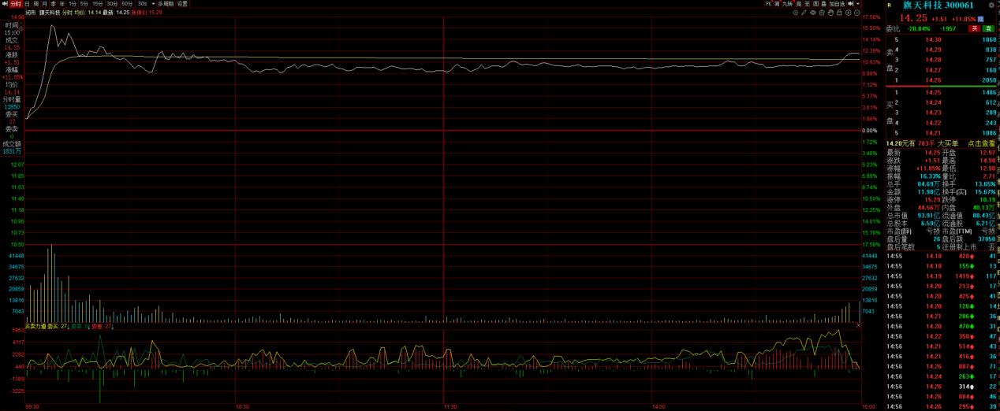 分时 日 周 月 季 年 1分 5分 15分 30分 60分 30s 多周期 设置
PK 九转 加自选
闭市 旗天科技 分时 均价: 14.14 最新: 14.25 涨停价: 15.29
时间
15:00
成交
14.25
涨跌
+1.51
涨幅
+11.85%
均价
14.14
分时量
12850
委买
27
委卖
0
成交额
1831万
14.98
12.07
11.85
11.63
11.40
11.18
10.96
10.73
10.50
41448
34675
27632
20839
13816
7043
17.58%
15.90%
14.14%
12.39%
10.63%
8.88%
7.12%
5.37%
3.61%
1.86%
0.00%
1.72%
3.48%
5.23%
6.99%
8.74%
10.50%
12.25%
14.01%
15.76%
17.58%
41448
34675
27632
20839
13816
7043
买卖力道 委买: 27↓ 委卖: 0↓ 委差: 27↓
5953
4117
2282
446
-1389
-3225
09:30 10:30 11:30 14:00 15:00
R 旗天科技 300061
14.25 +1.51 +11.85%
委比 -20.84% -1957 买 卖
卖盘
5 14.30 1868
4 14.29 838
3 14.28 757
2 14.27 160
1 14.26 2050
买盘
1 14.25 1486
2 14.24 612
3 14.23 289
4 14.22 243
5 14.21 1086
14.20元有 783手 大买单 点击查看
最新 14.25 开盘 12.97
涨跌 +1.51 最高 14.98
涨幅 +11.85% 最低 12.90
振幅 16.33% 量比 2.71
总手 84.69万 换手 13.65%
金额 11.98亿 换手(实) 15.67%
涨停 15.29 跌停 10.19
外盘 44.56万 内盘 40.13万
总市值 93.91亿 流通值 88.43亿
总股本 6.59亿 流通股 6.21亿
市盈(静) 亏损 市盈(TTM) 亏损
盘后量 26 盘后额 37050
盘后笔数 5 注册制上市 否
14:55 14.18 428 41
14:55 14.18 155 13
14:55 14.19 1419 117
14:55 14.20 213 17
14:55 14.20 425 41
14:55 14.20 126 14
14:55 14.21 206 36
14:55 14.20 470 31
14:55 14.22 350 47
14:56 14.21 514 43
14:56 14.21 416 36
14:56 14.26 807 71
14:56 14.24 263 17
14:56 14.26 314 22
14:56 14.26 804 46
14:56 14.26 295 39